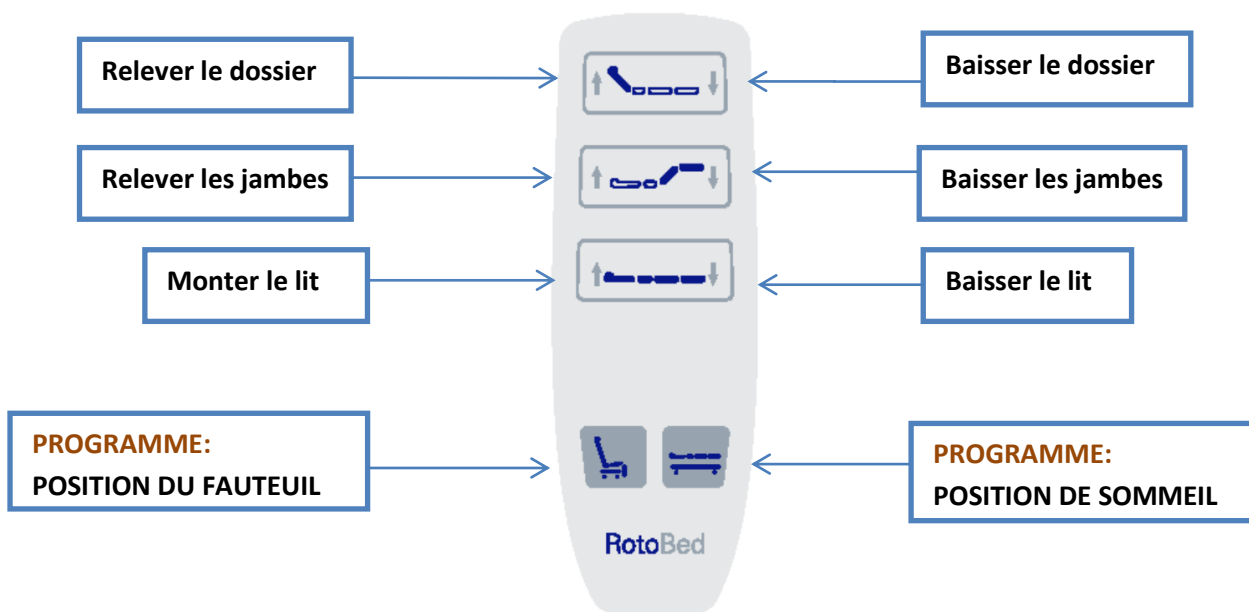 Relever le dossier
Baisser le dossier
Relever les jambes
Baisser les jambes
Monter le lit
Baisser le lit
PROGRAMME:
POSITION DU FAUTEUIL
PROGRAMME:
POSITION DE SOMMEIL
RotoBed